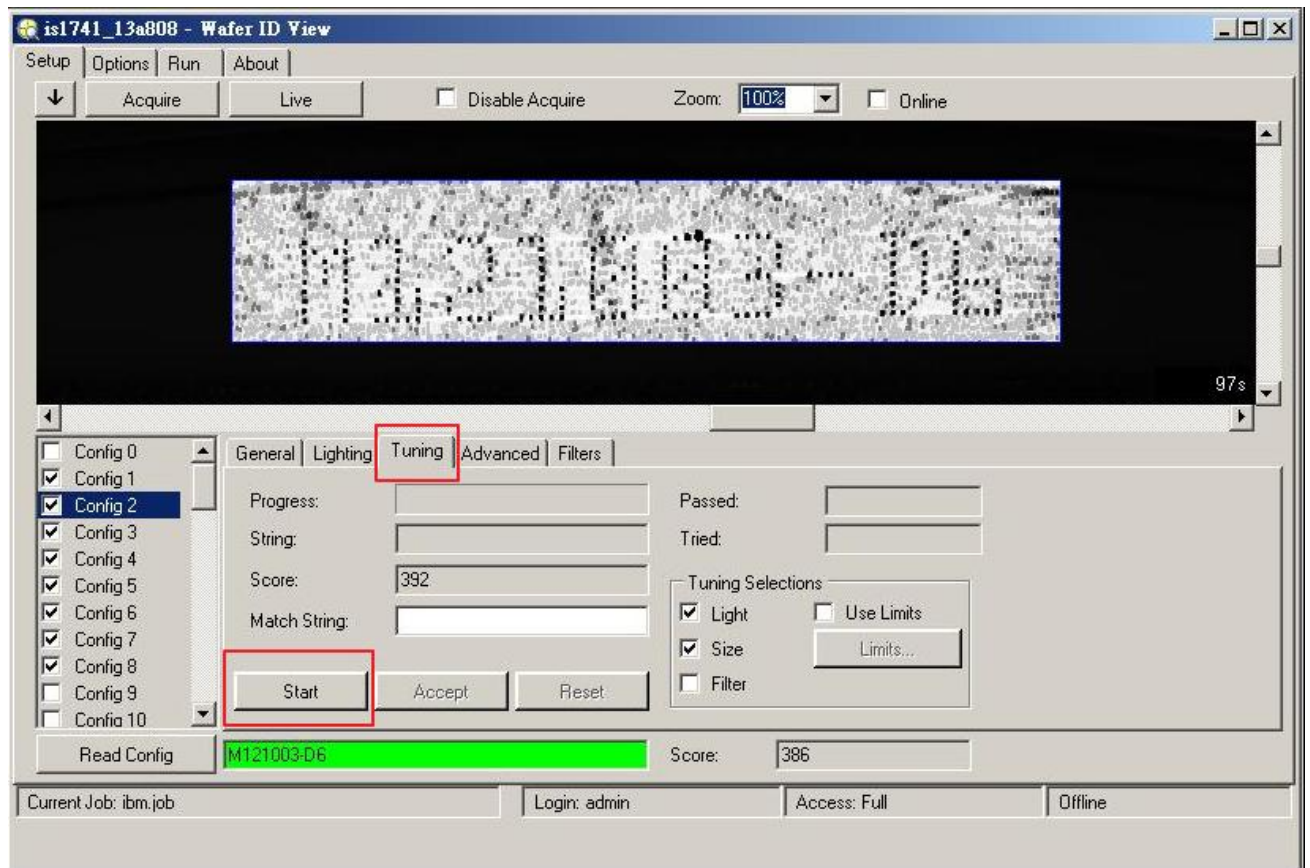 is1741_13a808 - Wafer ID View
Setup Options Run About
Acquire Live Disable Acquire Zoom: 100% Online
M121003-D6
97s
Config 0
Config 1
Config 2
Config 3
Config 4
Config 5
Config 6
Config 7
Config 8
Config 9
Config 10
Read Config
General Lighting Tuning Advanced Filters
Progress:
String:
Score: 392
Match String:
Start Accept Reset
Passed:
Tried:
Tuning Selections
Light Use Limits
Size Limits...
Filter
M121003-D6 Score: 386
Current Job: ibm.job Login: admin Access: Full Offline